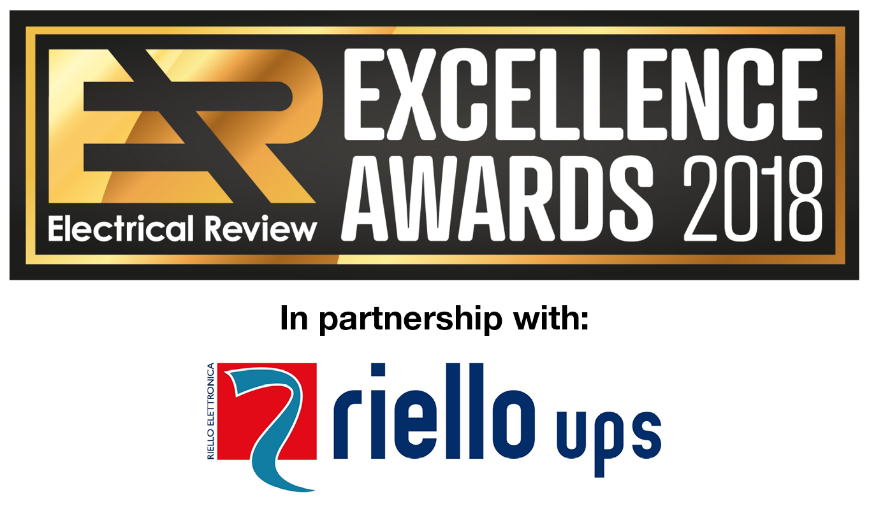 ER
EXCELLENCE
AWARDS 2018
Electrical Review
In partnership with:
RIELLO ELETTRONICA
riello ups